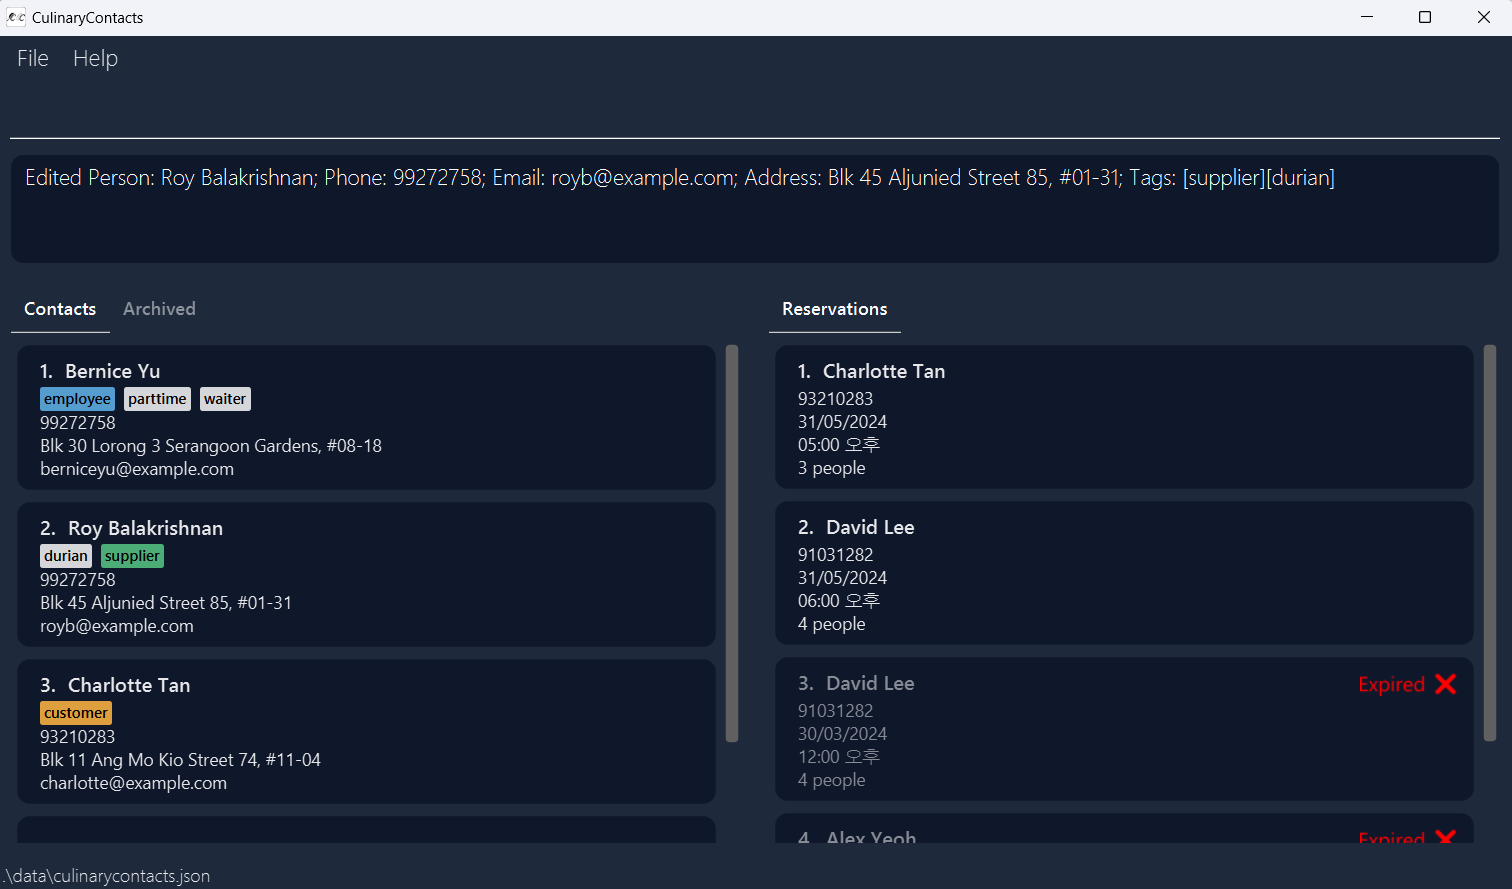 CulinaryContacts
File Help
Edited Person: Roy Balakrishnan; Phone: 99272758; Email: royb@example.com; Address: Blk 45 Aljunied Street 85, #01-31; Tags: [supplier][durian]
Contacts Archived
1. Bernice Yu
employee parttime waiter
99272758
Blk 30 Lorong 3 Serangoon Gardens, #08-18
berniceyu@example.com
2. Roy Balakrishnan
durian supplier
99272758
Blk 45 Aljunied Street 85, #01-31
royb@example.com
3. Charlotte Tan
customer
93210283
Blk 11 Ang Mo Kio Street 74, #11-04
charlotte@example.com
Reservations
1. Charlotte Tan
93210283
31/05/2024
05:00 오후
3 people
2. David Lee
91031282
31/05/2024
06:00 오후
4 people
3. David Lee
Expired
91031282
30/03/2024
12:00 오후
4 people
4. Alex Yeoh
Expired
.\data\culinarycontacts.json